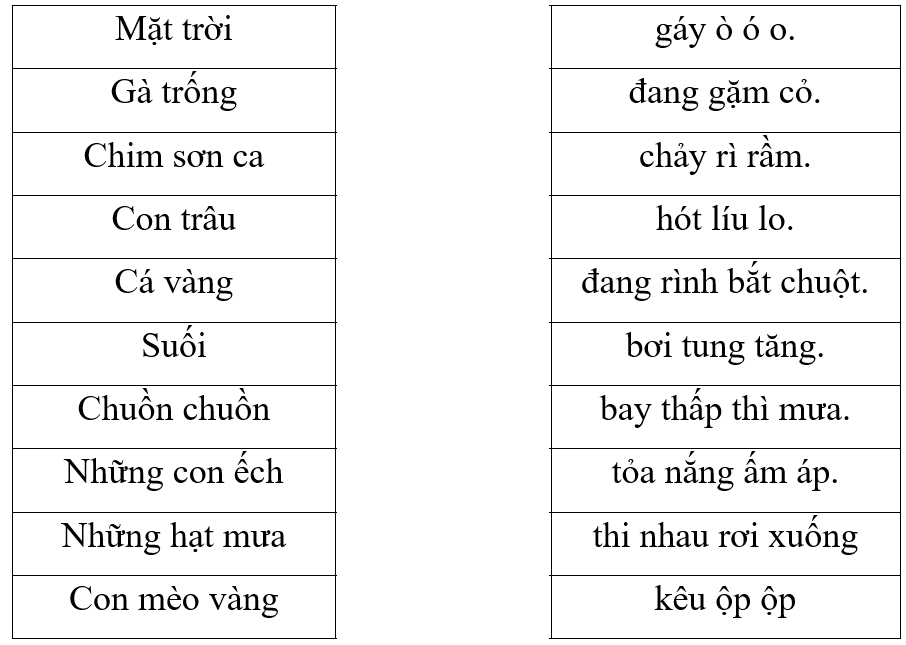 Mặt trời
gáy ò ó o.
Gà trống
đang gặm cỏ.
Chim sơn ca
chảy rì rầm.
Con trâu
hót líu lo.
Cá vàng
đang rình bắt chuột.
Suối
bơi tung tăng.
Chuồn chuồn
bay thấp thì mưa.
Những con ếch
tỏa nắng ấm áp.
Những hạt mưa
thi nhau rơi xuống
Con mèo vàng
kêu ộp ộp